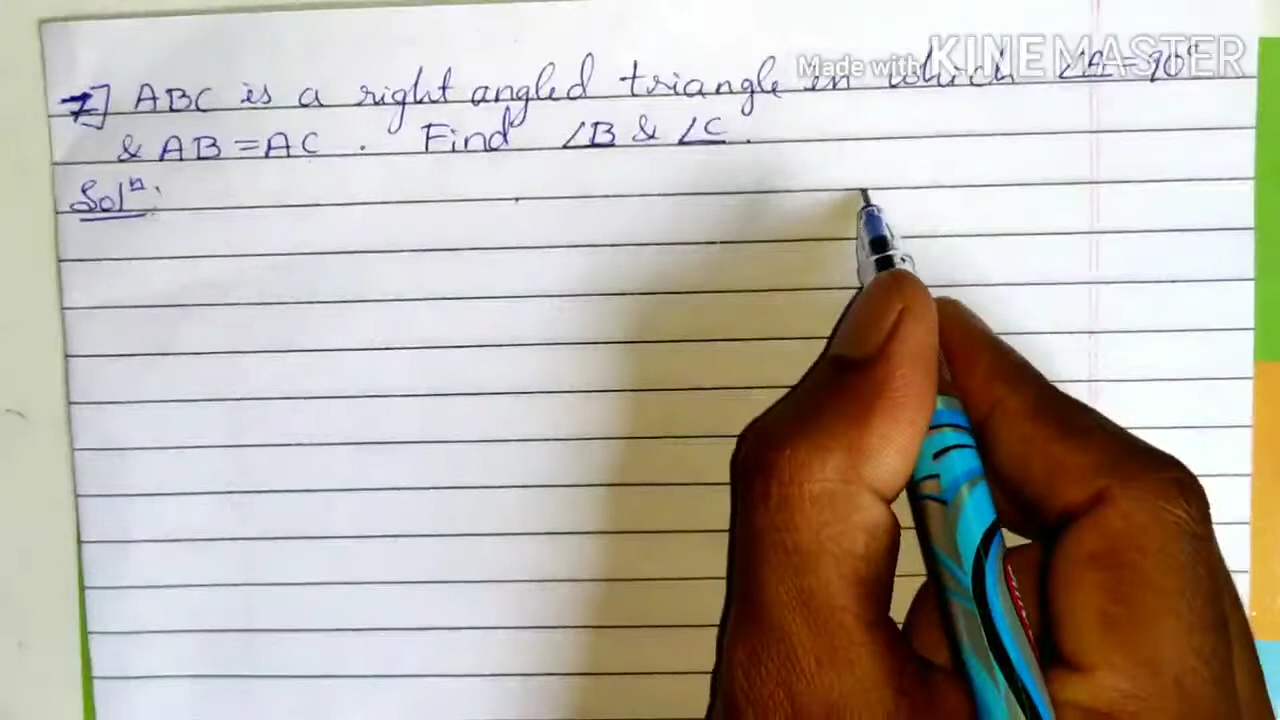 7] ABC is a right angled triangle in which ∠A=90°
& AB=AC. Find ∠B & ∠C.
Solⁿ:
Made with KINEMASTER